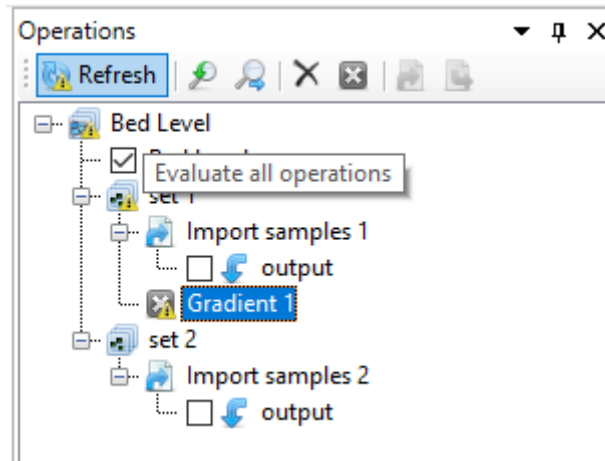 Operations
Refresh
Bed Level
Evaluate all operations
set 1
Import samples 1
output
Gradient 1
set 2
Import samples 2
output